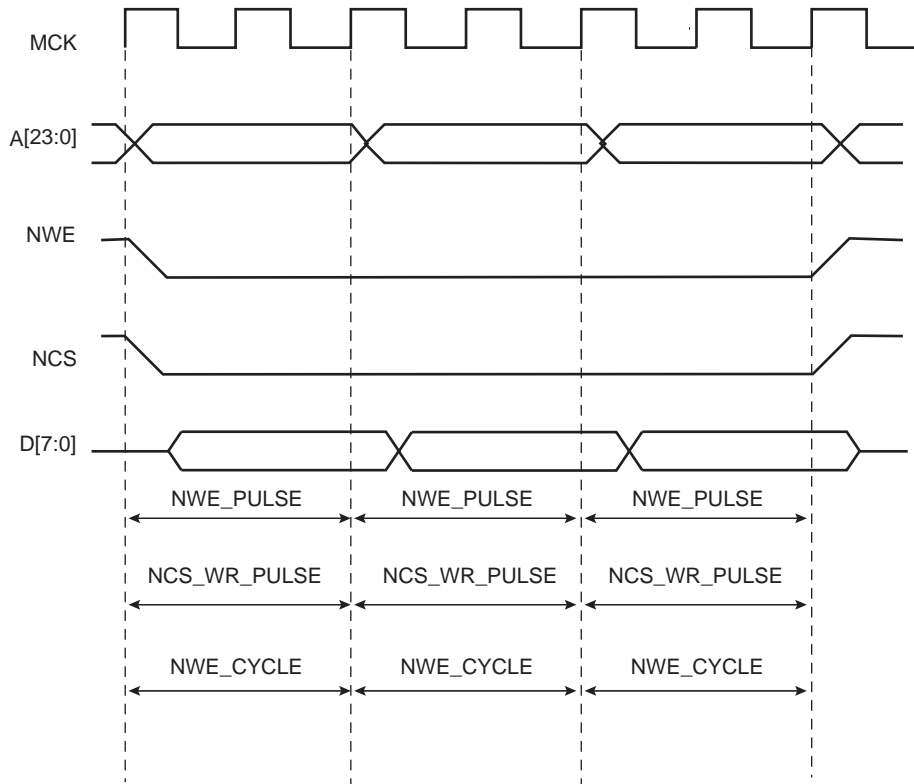 MCK
A[23:0]
NWE
NCS
D[7:0]
NWE_PULSE NWE_PULSE NWE_PULSE
NCS_WR_PULSE NCS_WR_PULSE NCS_WR_PULSE
NWE_CYCLE NWE_CYCLE NWE_CYCLE